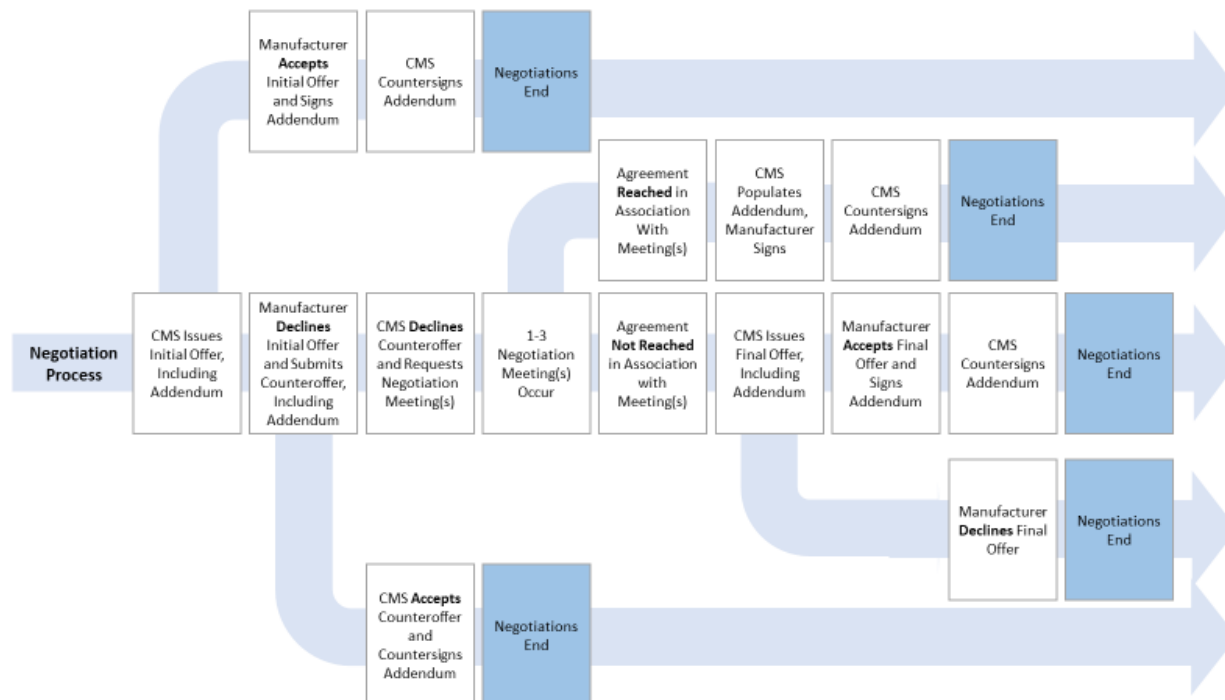 Manufacturer
Accepts
Initial Offer
and Signs
Addendum
CMS
Countersigns
Addendum
Negotiations
End
Agreement
Reached in
Association
With
Meeting(s)
CMS
Populates
Addendum,
Manufacturer
Signs
CMS
Countersigns
Addendum
Negotiations
End
Negotiation
Process
CMS Issues
Initial Offer,
Including
Addendum
Manufacturer
Declines
Initial Offer
and Submits
Counteroffer,
Including
Addendum
CMS Declines
Counteroffer
and Requests
Negotiation
Meeting(s)
1-3
Negotiation
Meeting(s)
Occur
Agreement
Not Reached
in Association
with
Meeting(s)
CMS Issues
Final Offer,
Including
Addendum
Manufacturer
Accepts Final
Offer and
Signs
Addendum
CMS
Countersigns
Addendum
Negotiations
End
Manufacturer
Declines Final
Offer
Negotiations
End
CMS Accepts
Counteroffer
and
Countersigns
Addendum
Negotiations
End